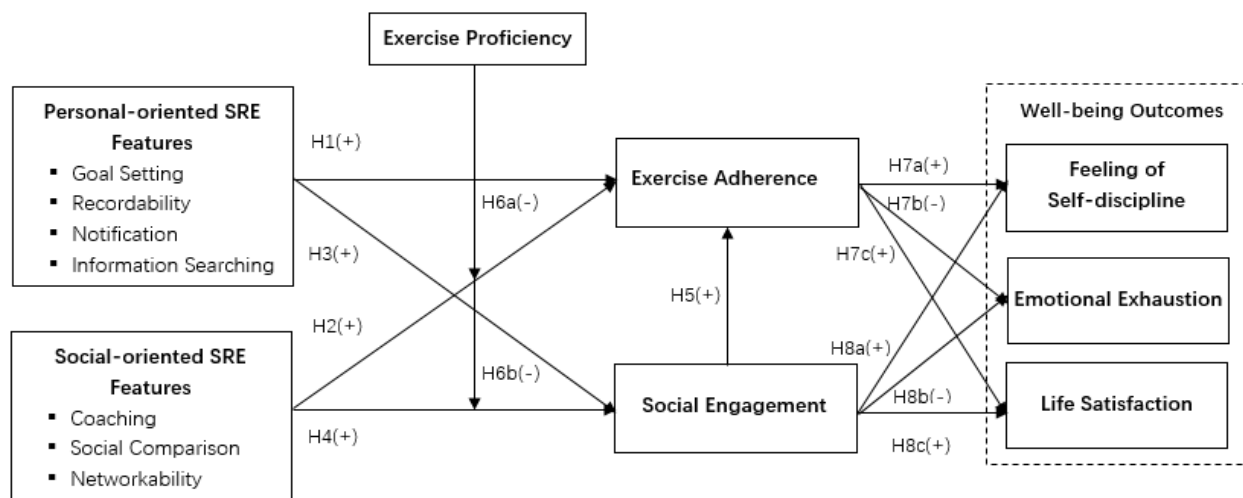 Exercise Proficiency
Personal-oriented SRE
Features
▪ Goal Setting
▪ Recordability
▪ Notification
▪ Information Searching
Social-oriented SRE
Features
▪ Coaching
▪ Social Comparison
▪ Networkability
H1(+)
H6a(-)
H3(+)
H2(+)
H6b(-)
H4(+)
Exercise Adherence
H5(+)
Social Engagement
H7a(+)
H7b(-)
H7c(+)
H8a(+)
H8b(-)
H8c(+)
Well-being Outcomes
Feeling of
Self-discipline
Emotional Exhaustion
Life Satisfaction